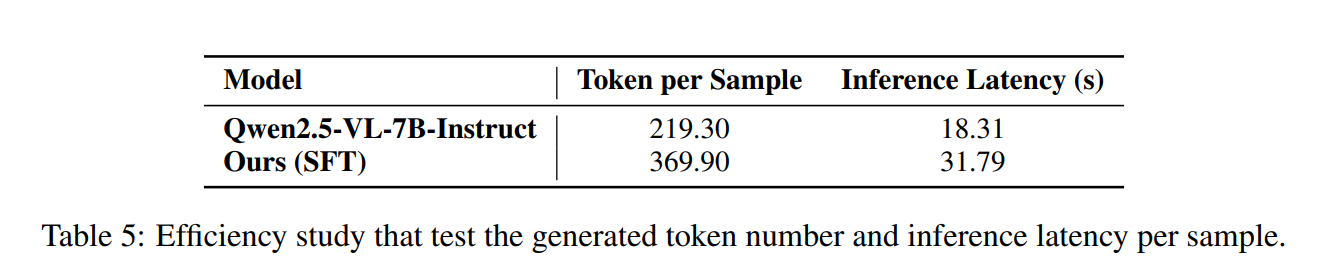 Model Token per Sample Inference Latency (s)
Qwen2.5-VL-7B-Instruct 219.30 18.31
Ours (SFT) 369.90 31.79
Table 5: Efficiency study that test the generated token number and inference latency per sample.